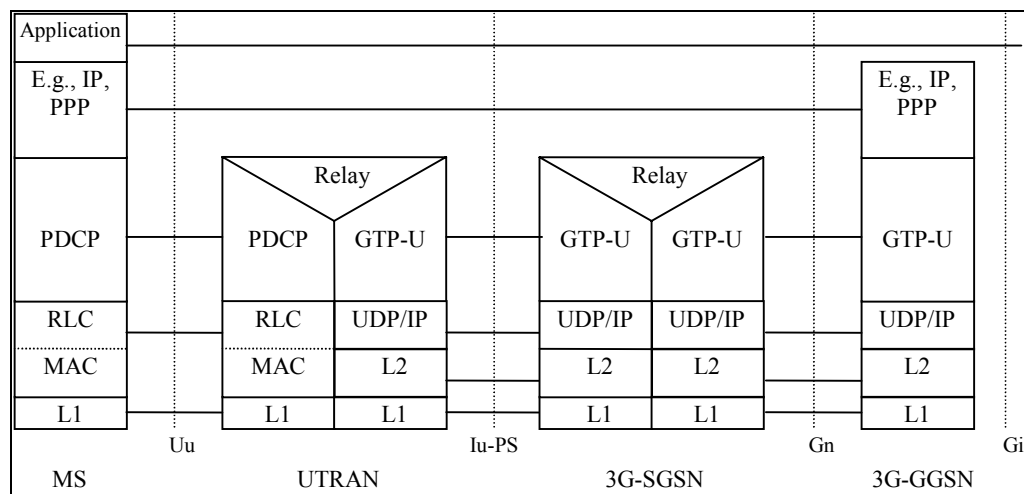 Application
E.g., IP,
PPP
E.g., IP,
PPP
Relay
Relay
PDCP
PDCP
GTP-U
GTP-U
GTP-U
GTP-U
RLC
RLC
UDP/IP
UDP/IP
UDP/IP
UDP/IP
MAC
MAC
L2
L2
L2
L2
L1
L1
L1
L1
L1
L1
Uu
Iu-PS
Gn
Gi
MS
UTRAN
3G-SGSN
3G-GGSN